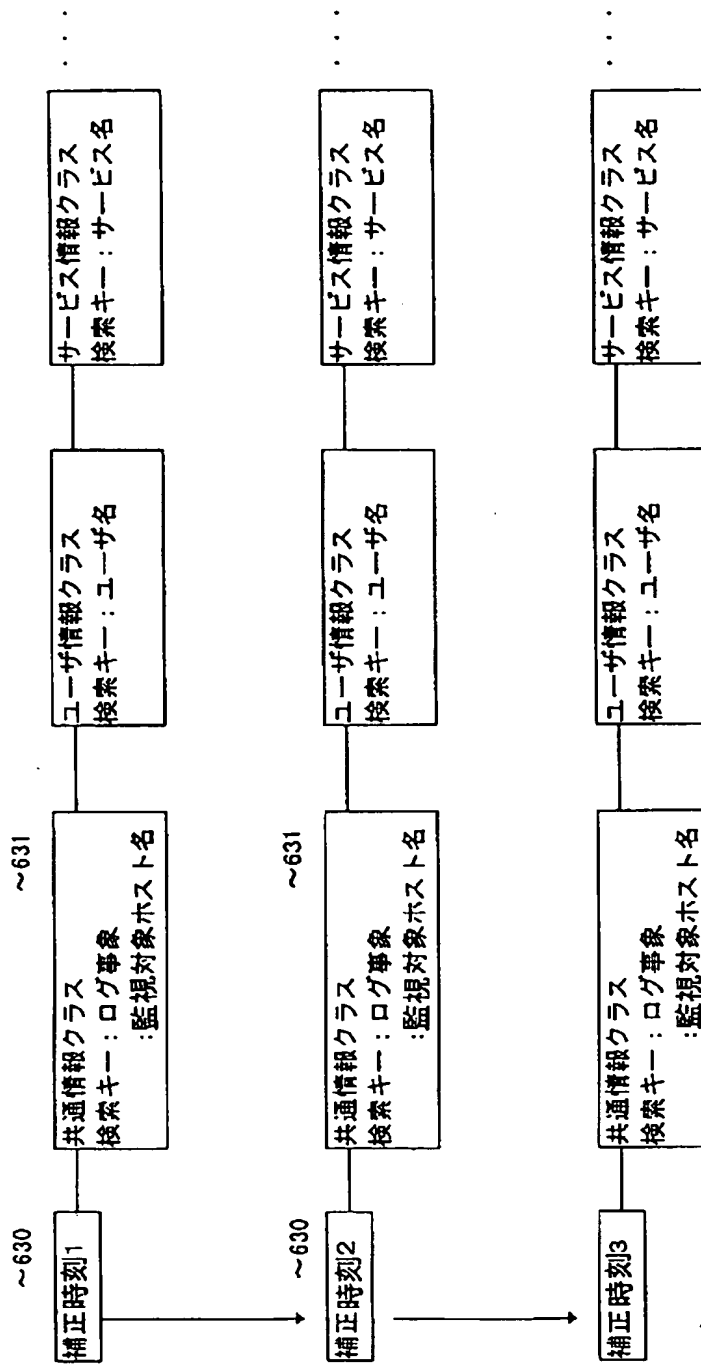 ~630
~631
補正時刻1
共通情報クラス
検索キー：ログ事象
：監視対象ホスト名
ユーザ情報クラス
検索キー：ユーザ名
サービス情報クラス
検索キー：サービス名
・・・
~630
~631
補正時刻2
共通情報クラス
検索キー：ログ事象
：監視対象ホスト名
ユーザ情報クラス
検索キー：ユーザ名
サービス情報クラス
検索キー：サービス名
・・・
補正時刻3
共通情報クラス
検索キー：ログ事象
：監視対象ホスト名
ユーザ情報クラス
検索キー：ユーザ名
サービス情報クラス
検索キー：サービス名
・・・